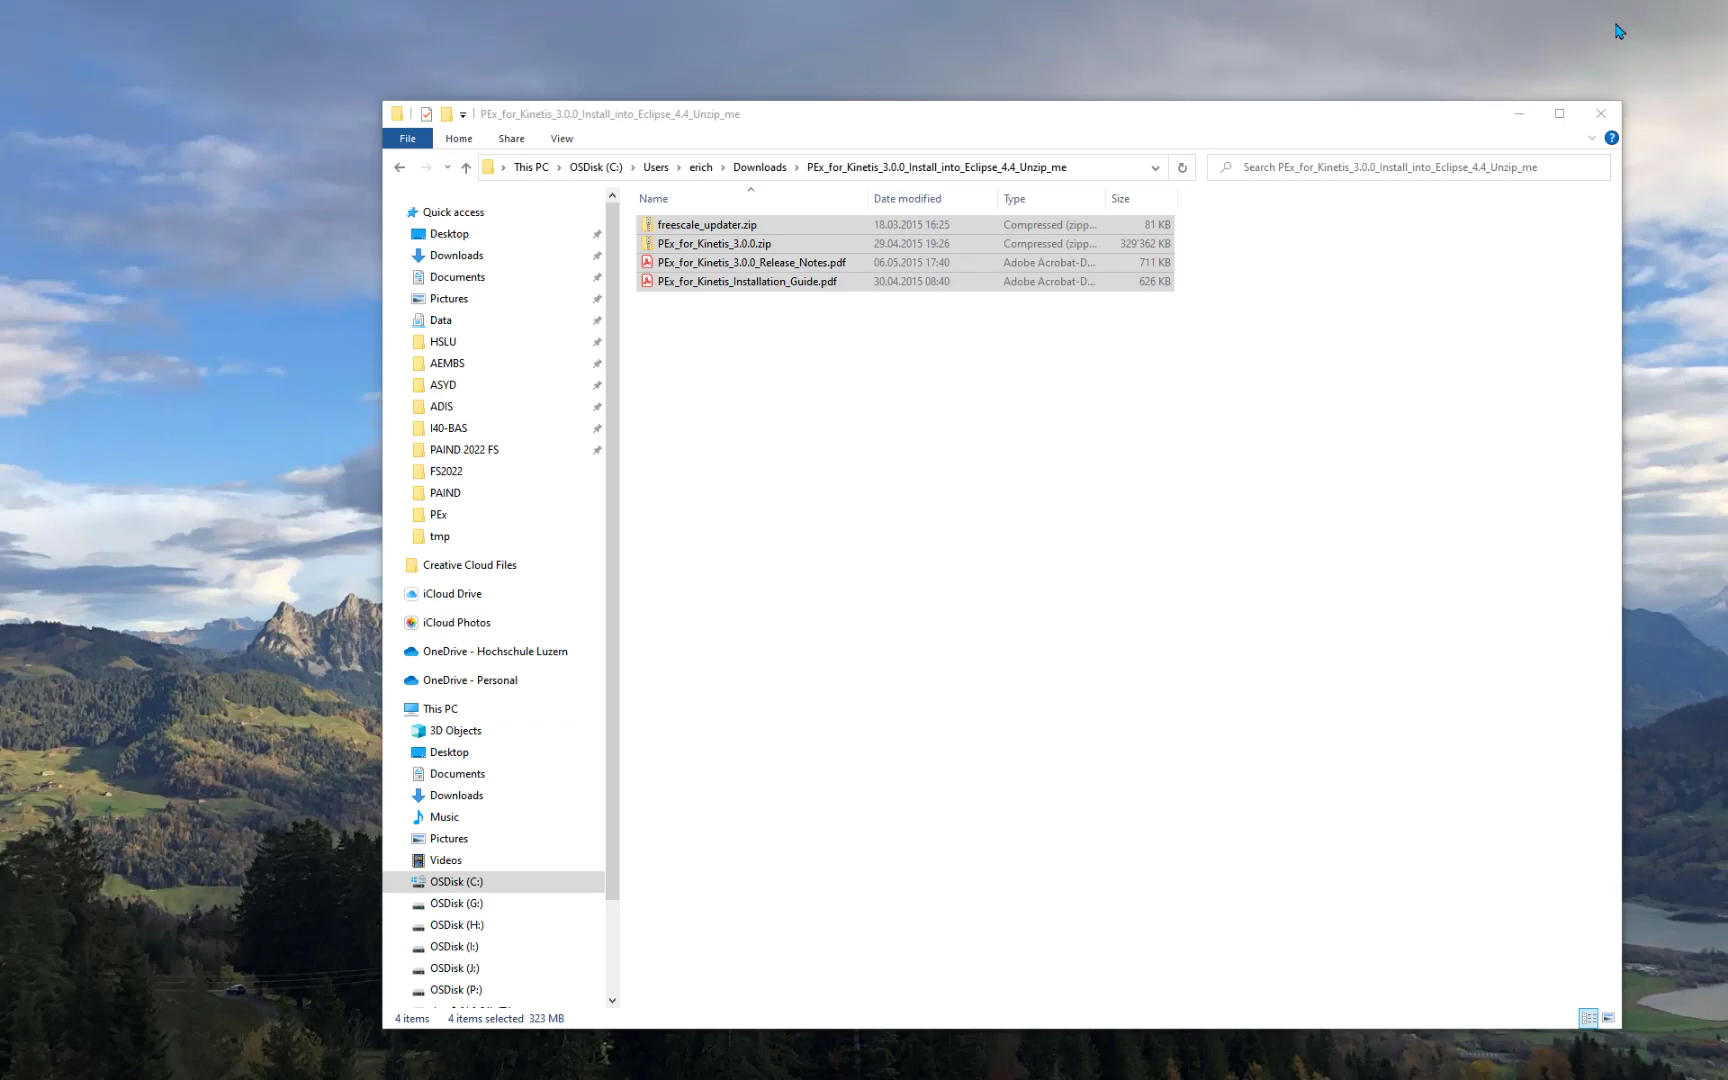 PEx_for_Kinetis_3.0.0_Install_into_Eclipse_4.4_Unzip_me
File Home Share View
This PC > OSDisk (C:) > Users > erich > Downloads > PEx_for_Kinetis_3.0.0_Install_into_Eclipse_4.4_Unzip_me
Search PEx_for_Kinetis_3.0.0_Install_into_Eclipse_4.4_Unzip_me
Name Date modified Type Size
freescale_updater.zip 18.03.2015 16:25 Compressed (zipp... 81 KB
PEx_for_Kinetis_3.0.0.zip 29.04.2015 19:26 Compressed (zipp... 329'362 KB
PEx_for_Kinetis_3.0.0_Release_Notes.pdf 06.05.2015 17:40 Adobe Acrobat-D... 711 KB
PEx_for_Kinetis_Installation_Guide.pdf 30.04.2015 08:40 Adobe Acrobat-D... 626 KB
Quick access
Desktop
Downloads
Documents
Pictures
Data
HSLU
AEMBS
ASYD
ADIS
I40-BAS
PAIND 2022 FS
FS2022
PAIND
PEx
tmp
Creative Cloud Files
iCloud Drive
iCloud Photos
OneDrive - Hochschule Luzern
OneDrive - Personal
This PC
3D Objects
Desktop
Documents
Downloads
Music
Pictures
Videos
OSDisk (C:)
OSDisk (G:)
OSDisk (H:)
OSDisk (I:)
OSDisk (J:)
OSDisk (P:)
4 items 4 items selected 323 MB